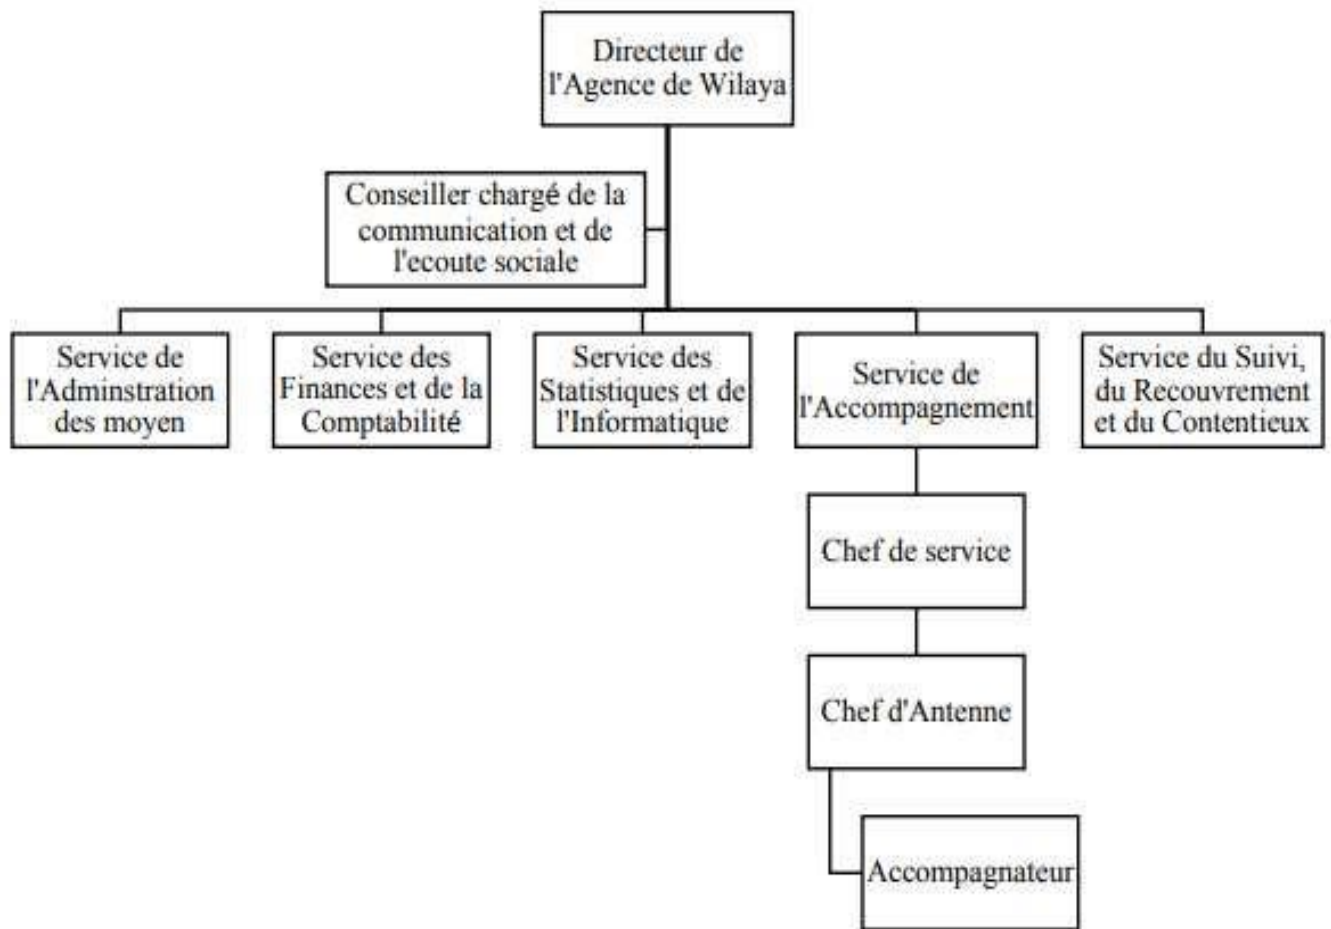 Directeur de
l'Agence de Wilaya
Conseiller chargé de la
communication et de
l'ecoute sociale
Service de
l'Adminstration
des moyen
Service des
Finances et de la
Comptabilité
Service des
Statistiques et de
l'Informatique
Service de
l'Accompagnement
Service du Suivi,
du Recouvrement
et du Contentieux
Chef de service
Chef d'Antenne
Accompagnateur